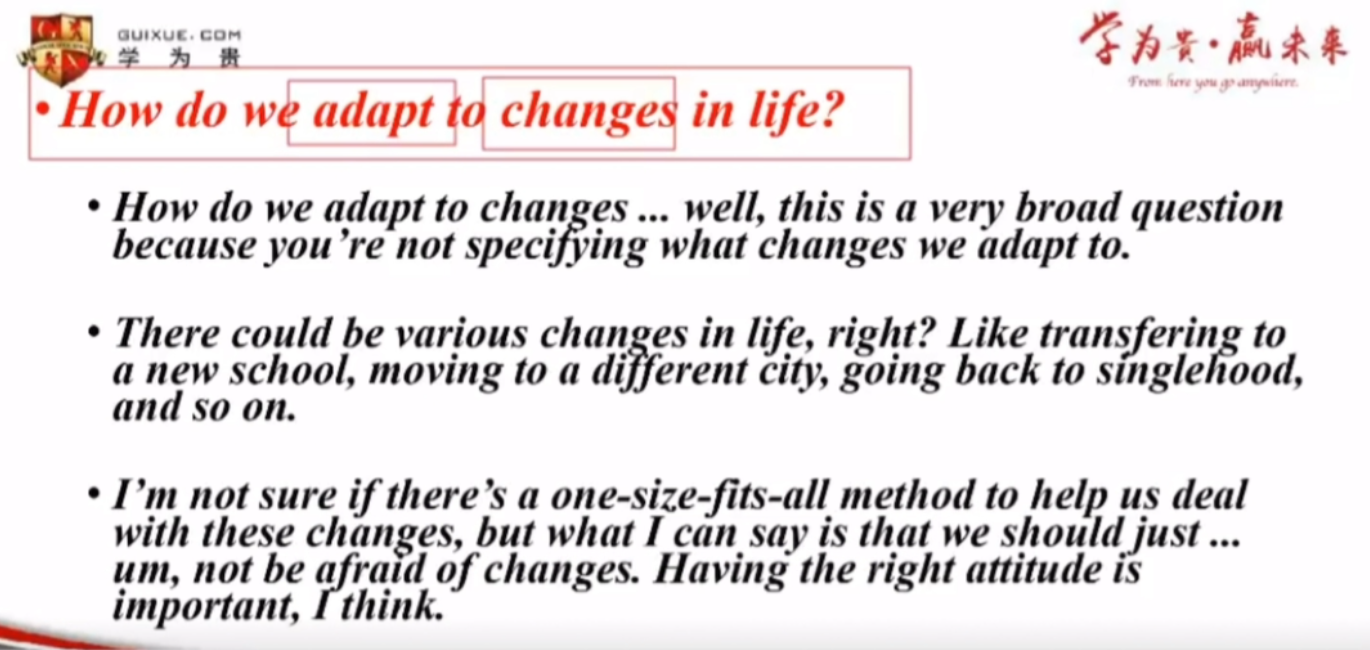 GUIXUE.COM
学为贵
学为贵·赢未来
From here you go anywhere.
• How do we adapt to changes in life?
• How do we adapt to changes ... well, this is a very broad question
because you're not specifying what changes we adapt to.
• There could be various changes in life, right? Like transfering to
a new school, moving to a different city, going back to singlehood,
and so on.
• I'm not sure if there's a one-size-fits-all method to help us deal
with these changes, but what I can say is that we should just ...
um, not be afraid of changes. Having the right attitude is
important, I think.